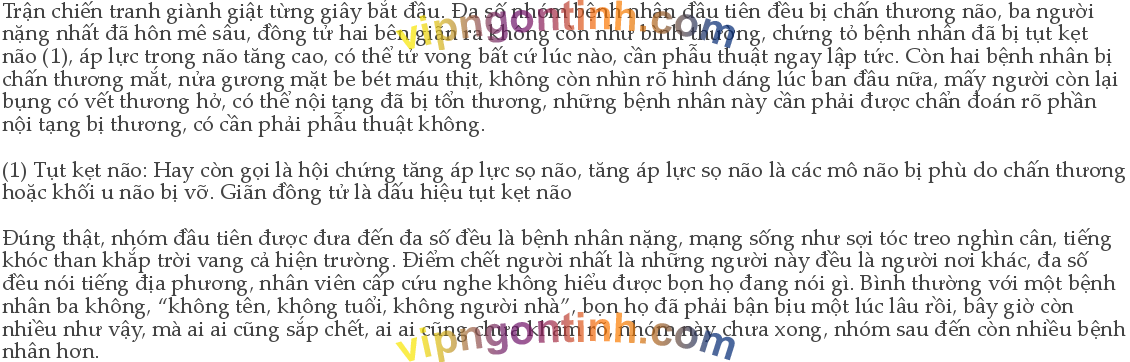 Trận chiến tranh giành giật từng giây bắt đầu. Đa số nhóm bệnh nhân đầu tiên đều bị chấn thương não, ba người
nặng nhất đã hôn mê sâu, đồng tử hai bên giãn ra không còn như bình thường, chứng tỏ bệnh nhân đã bị tụt kẹt
não (1), áp lực trong não tăng cao, có thể tử vong bất cứ lúc nào, cần phẫu thuật ngay lập tức. Còn hai bệnh nhân bị
chấn thương mắt, nửa gương mặt be bét máu thịt, không còn nhìn rõ hình dáng lúc ban đầu nữa, mấy người còn lại
bụng có vết thương hở, có thể nội tạng đã bị tổn thương, những bệnh nhân này cần phải được chẩn đoán rõ phần
nội tạng bị thương, có cần phải phẫu thuật không.
(1) Tụt kẹt não: Hay còn gọi là hội chứng tăng áp lực sọ não, tăng áp lực sọ não là các mô não bị phù do chấn thương
hoặc khối u não bị vỡ. Giãn đồng tử là dấu hiệu tụt kẹt não
Đúng thật, nhóm đầu tiên được đưa đến đa số đều là bệnh nhân nặng, mạng sống như sợi tóc treo nghìn cân, tiếng
khóc than khắp trời vang cả hiện trường. Điểm chết người nhất là những người này đều là người nơi khác, đa số
đều nói tiếng địa phương, nhân viên cấp cứu nghe không hiểu được bọn họ đang nói gì. Bình thường với một bệnh
nhân ba không, “không tên, không tuổi, không người nhà”, bọn họ đã phải bận bịu một lúc lâu rồi, bây giờ còn
nhiều như vậy, mà ai ai cũng sắp chết, ai ai cũng chưa khám rõ, nhóm này chưa xong, nhóm sau đến còn nhiều bệnh
nhân hơn.
vipngontinh.com
vipngontinh.com